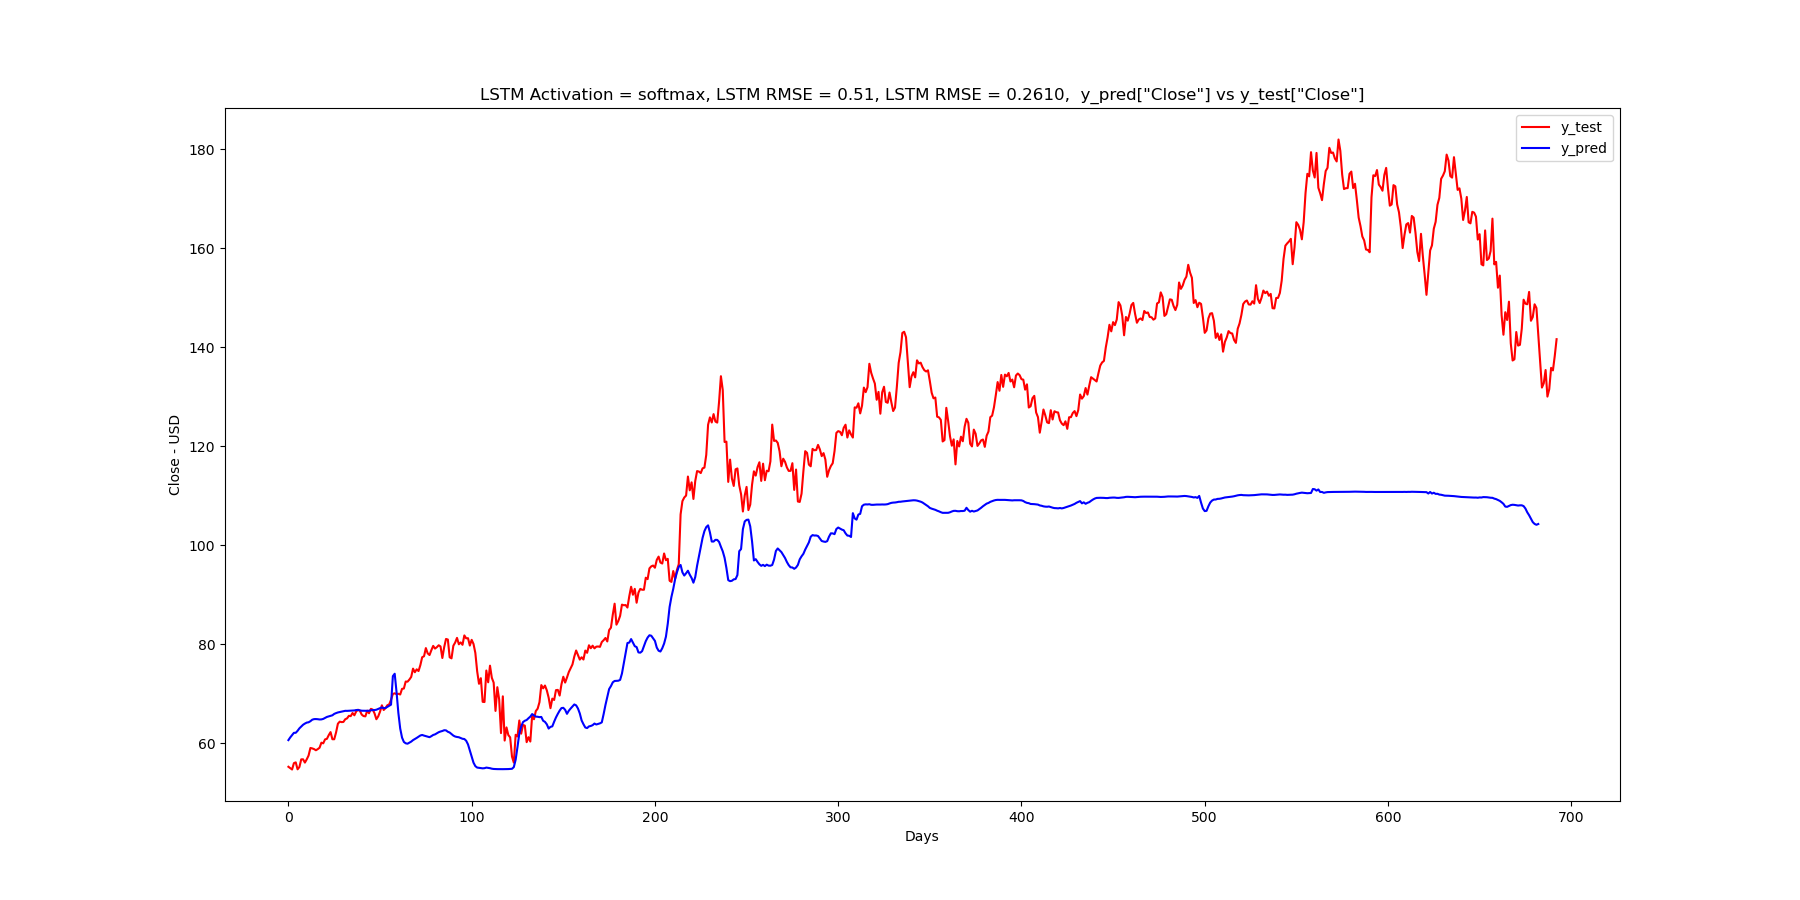 LSTM Activation = softmax, LSTM RMSE = 0.51, LSTM RMSE = 0.2610,  y_pred["Close"] vs y_test["Close"]
y_test
y_pred
180
160
140
120
100
80
60
Close - USD
0 100 200 300 400 500 600 700
Days